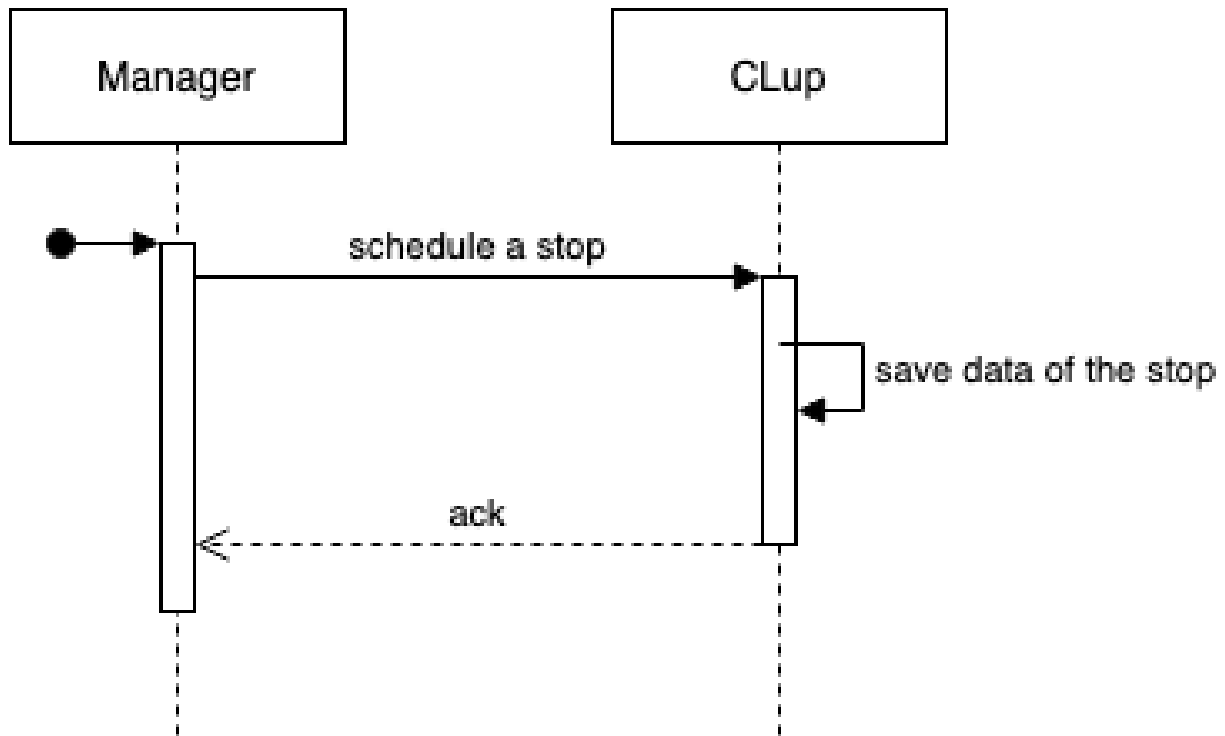 Manager
CLup
schedule a stop
save data of the stop
ack